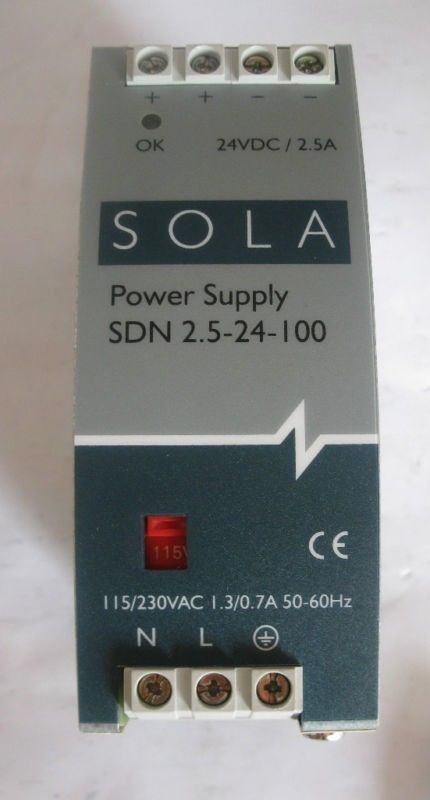 + + - -
OK 24VDC / 2.5A
SOLA
Power Supply
SDN 2.5-24-100
115V
CE
115/230VAC 1.3/0.7A 50-60Hz
N L